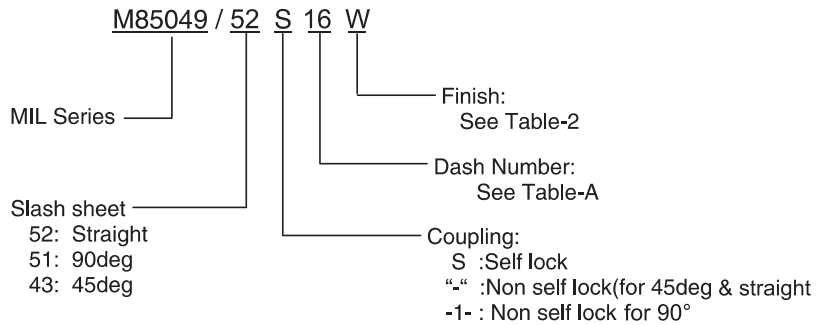 M85049 / 52 S 16 W
Finish:
See Table-2
MIL Series
Dash Number:
See Table-A
Slash sheet
52: Straight
51: 90deg
43: 45deg
Coupling:
S :Self lock
“-“ :Non self lock(for 45deg & straight
-1- : Non self lock for 90°